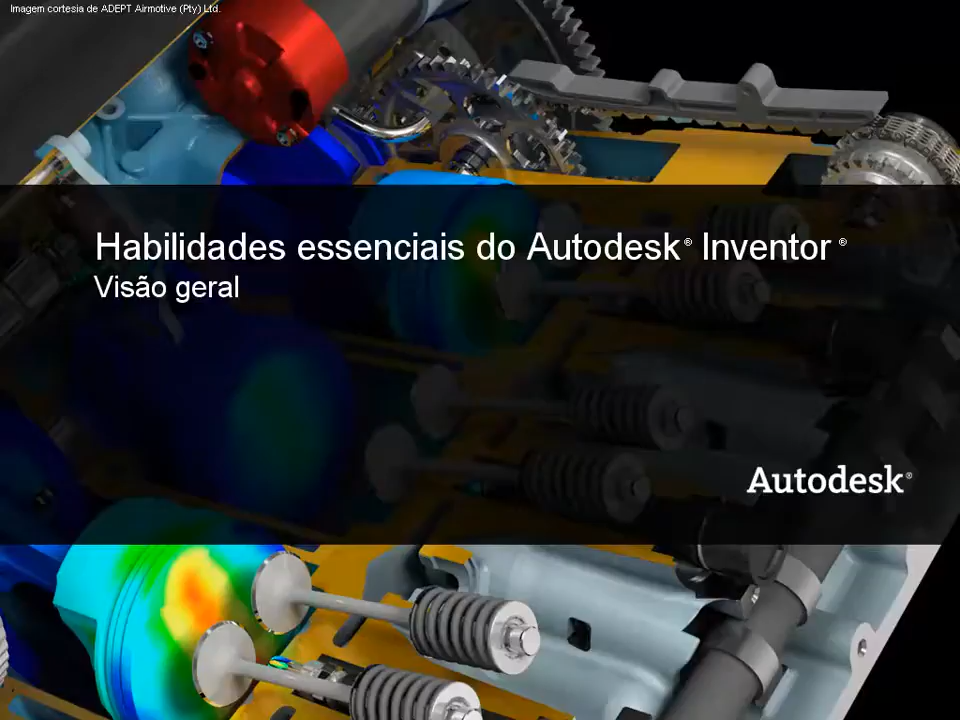 Imagem cortesia de ADEPT Airmotive (Pty) Ltd.
Habilidades essenciais do Autodesk® Inventor®
Visão geral
Autodesk®